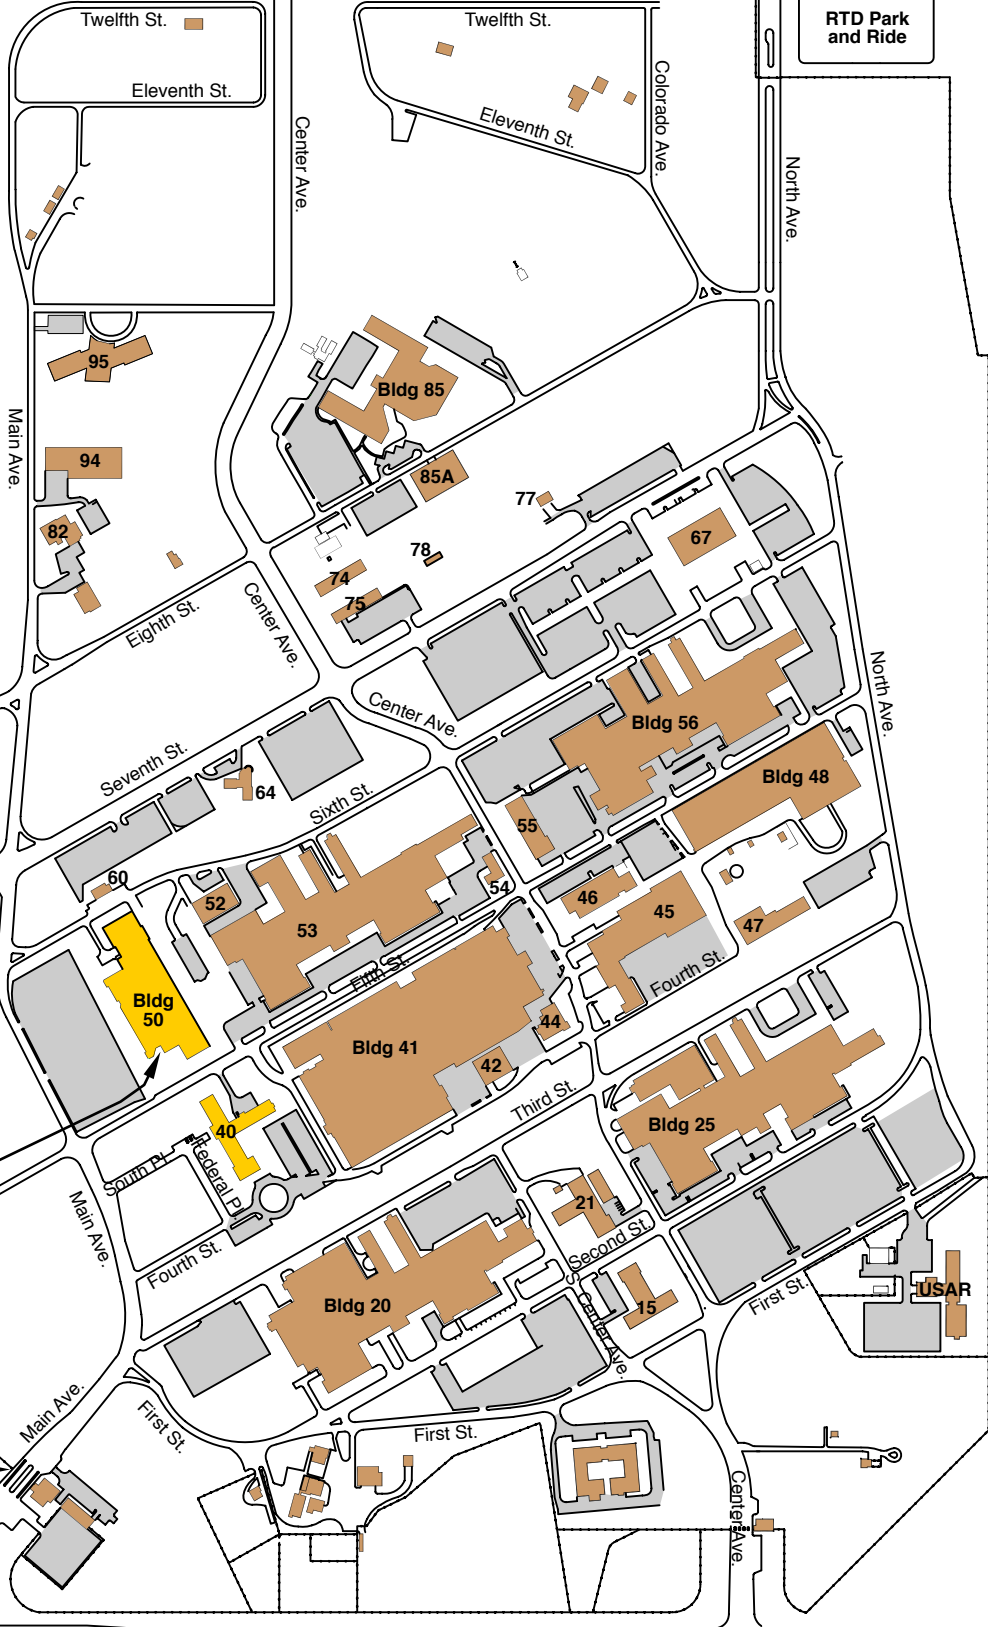 Twelfth St.
Twelfth St.
RTD Park
and Ride
Eleventh St.
Eleventh St.
Colorado Ave.
Center Ave.
North Ave.
95
Bldg 85
Main Ave.
94
85A
77
82
67
78
74
75
Eighth St.
Center Ave.
North Ave.
Center Ave.
Bldg 56
Seventh St.
Bldg 48
64
Sixth St.
55
60
54
52
46
45
53
47
Fifth St.
Fourth St.
Bldg
50
44
Bldg 41
42
Third St.
40
Bldg 25
South Pl.
Federal Pl.
Main Ave.
21
Fourth St.
Second St.
USAR
Bldg 20
15
First St.
S. Center Ave.
Main Ave.
First St.
First St.
Center Ave.